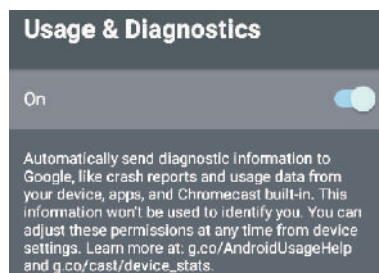 Usage & Diagnostics
On
Automatically send diagnostic information to
Google, like crash reports and usage data from
your device, apps, and Chromecast built-in. This
information won't be used to identify you. You can
adjust these permissions at any time from device
settings. Learn more at: g.co/AndroidUsageHelp
and g.co/cast/device_stats.